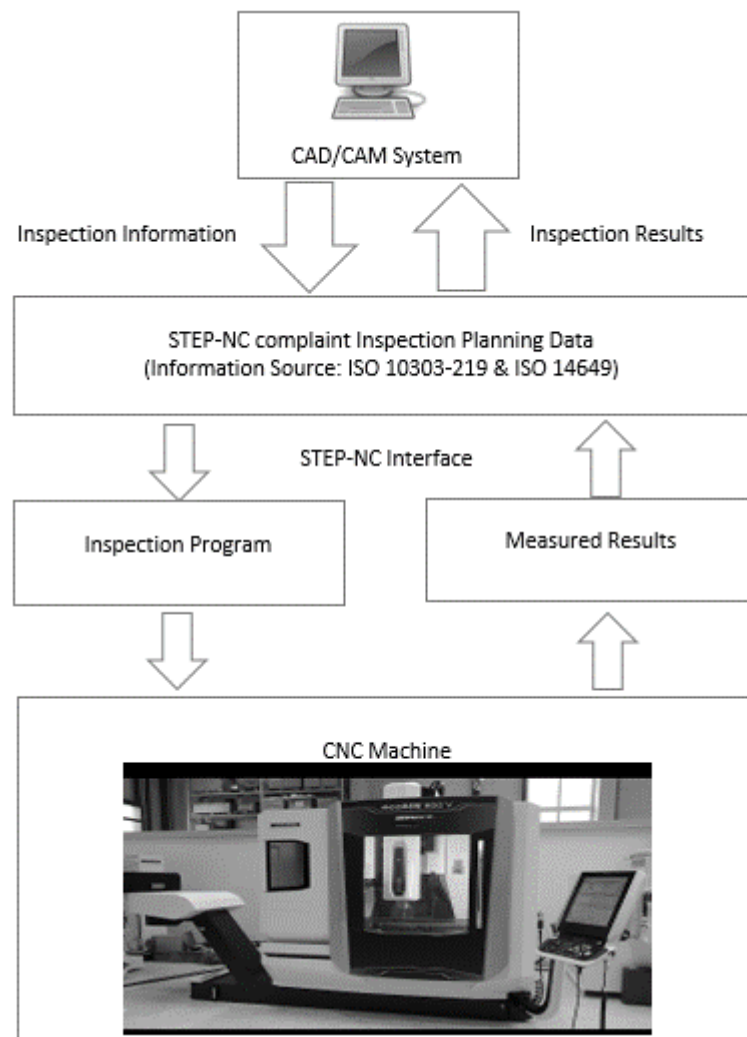 CAD/CAM System
Inspection Information
Inspection Results
STEP-NC complaint Inspection Planning Data
(Information Source: ISO 10303-219 & ISO 14649)
STEP-NC Interface
Inspection Program
Measured Results
CNC Machine